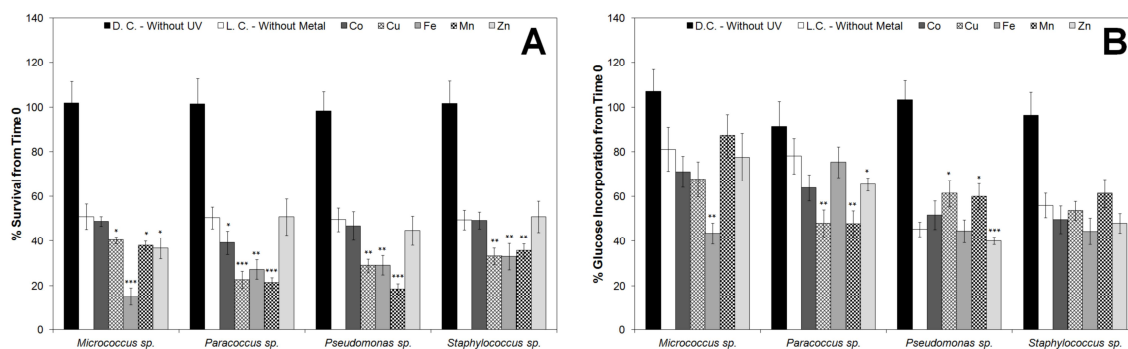 140
120
100
80
60
40
20
0
% Survival from Time 0
D. C. - Without UV L. C. - Without Metal Co Cu Fe Mn Zn
A
* *** * *
* *** ** ***
** ** ***
** ** **
Micrococcus sp. Paracoccus sp. Pseudomonas sp. Staphylococcus sp.
140
120
100
80
60
40
20
0
% Glucose Incorporation from Time 0
D. C. - Without UV L.C. - Without Metal Co Cu Fe Mn Zn
B
**
** ** *
* * ***
Micrococcus sp. Paracoccus sp. Pseudomonas sp. Staphylococcus sp.